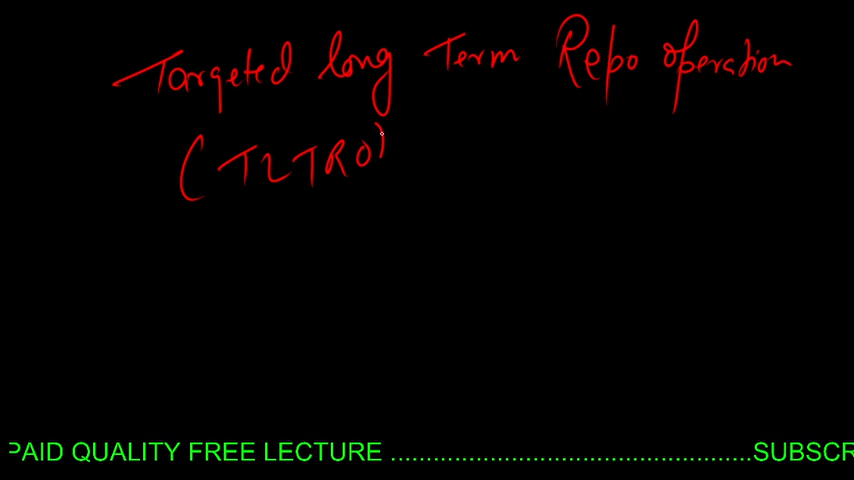 Targeted long Term Repo operation
(TLTRO)
PAID QUALITY FREE LECTURE ..................................................SUBSCR